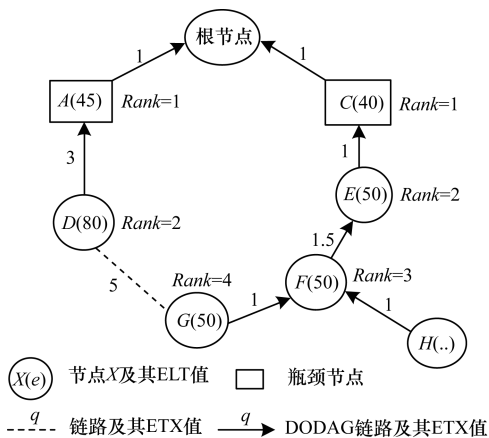 根节点
1
1
A(45)
Rank=1
C(40)
Rank=1
3
1
D(80)
Rank=2
E(50)
Rank=2
1.5
5
Rank=4
F(50)
Rank=3
G(50)
1
1
H(..)
X(e)
节点X及其ELT值
瓶颈节点
q
链路及其ETX值
q
DODAG链路及其ETX值